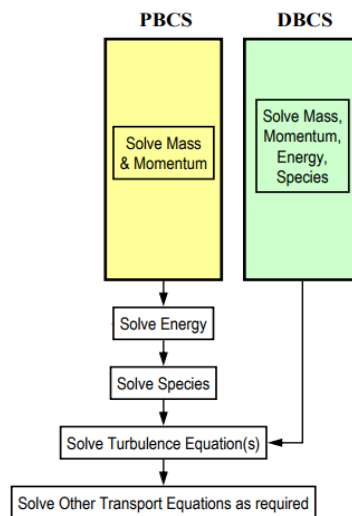 PBCS
DBCS
Solve Mass
& Momentum
Solve Mass,
Momentum,
Energy,
Species
Solve Energy
Solve Species
Solve Turbulence Equation(s)
Solve Other Transport Equations as required